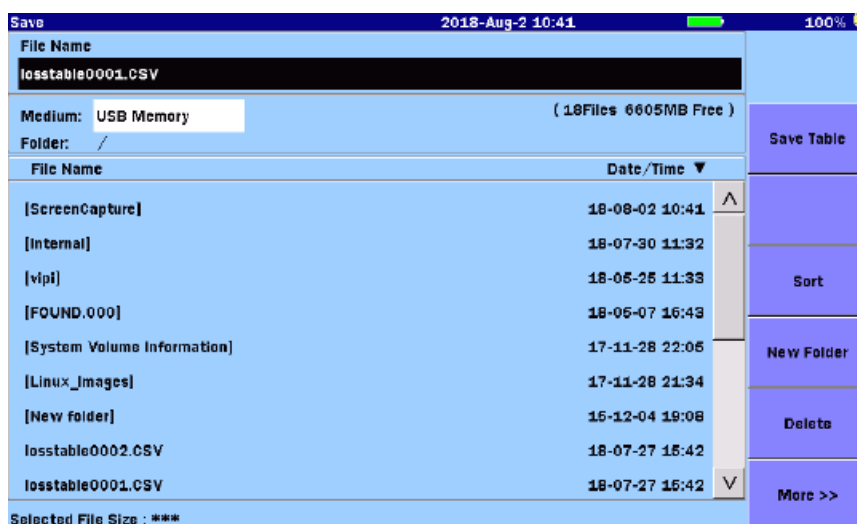 Save 2018-Aug-2 10:41 100%
File Name
losstable0001.CSV
Medium: USB Memory (18Files 6605MB Free)
Folder: /
File Name Date/Time ▼
[ScreenCapture] 18-08-02 10:41
[Internal] 18-07-30 11:32
[vipi] 18-05-25 11:33
[FOUND.000] 18-05-07 16:43
[System Volume Information] 17-11-28 22:05
[Linux_Images] 17-11-28 21:34
[New folder] 15-12-04 19:08
losstable0002.CSV 18-07-27 15:42
losstable0001.CSV 18-07-27 15:42
Selected File Size : ***
Save Table
Sort
New Folder
Delete
More >>